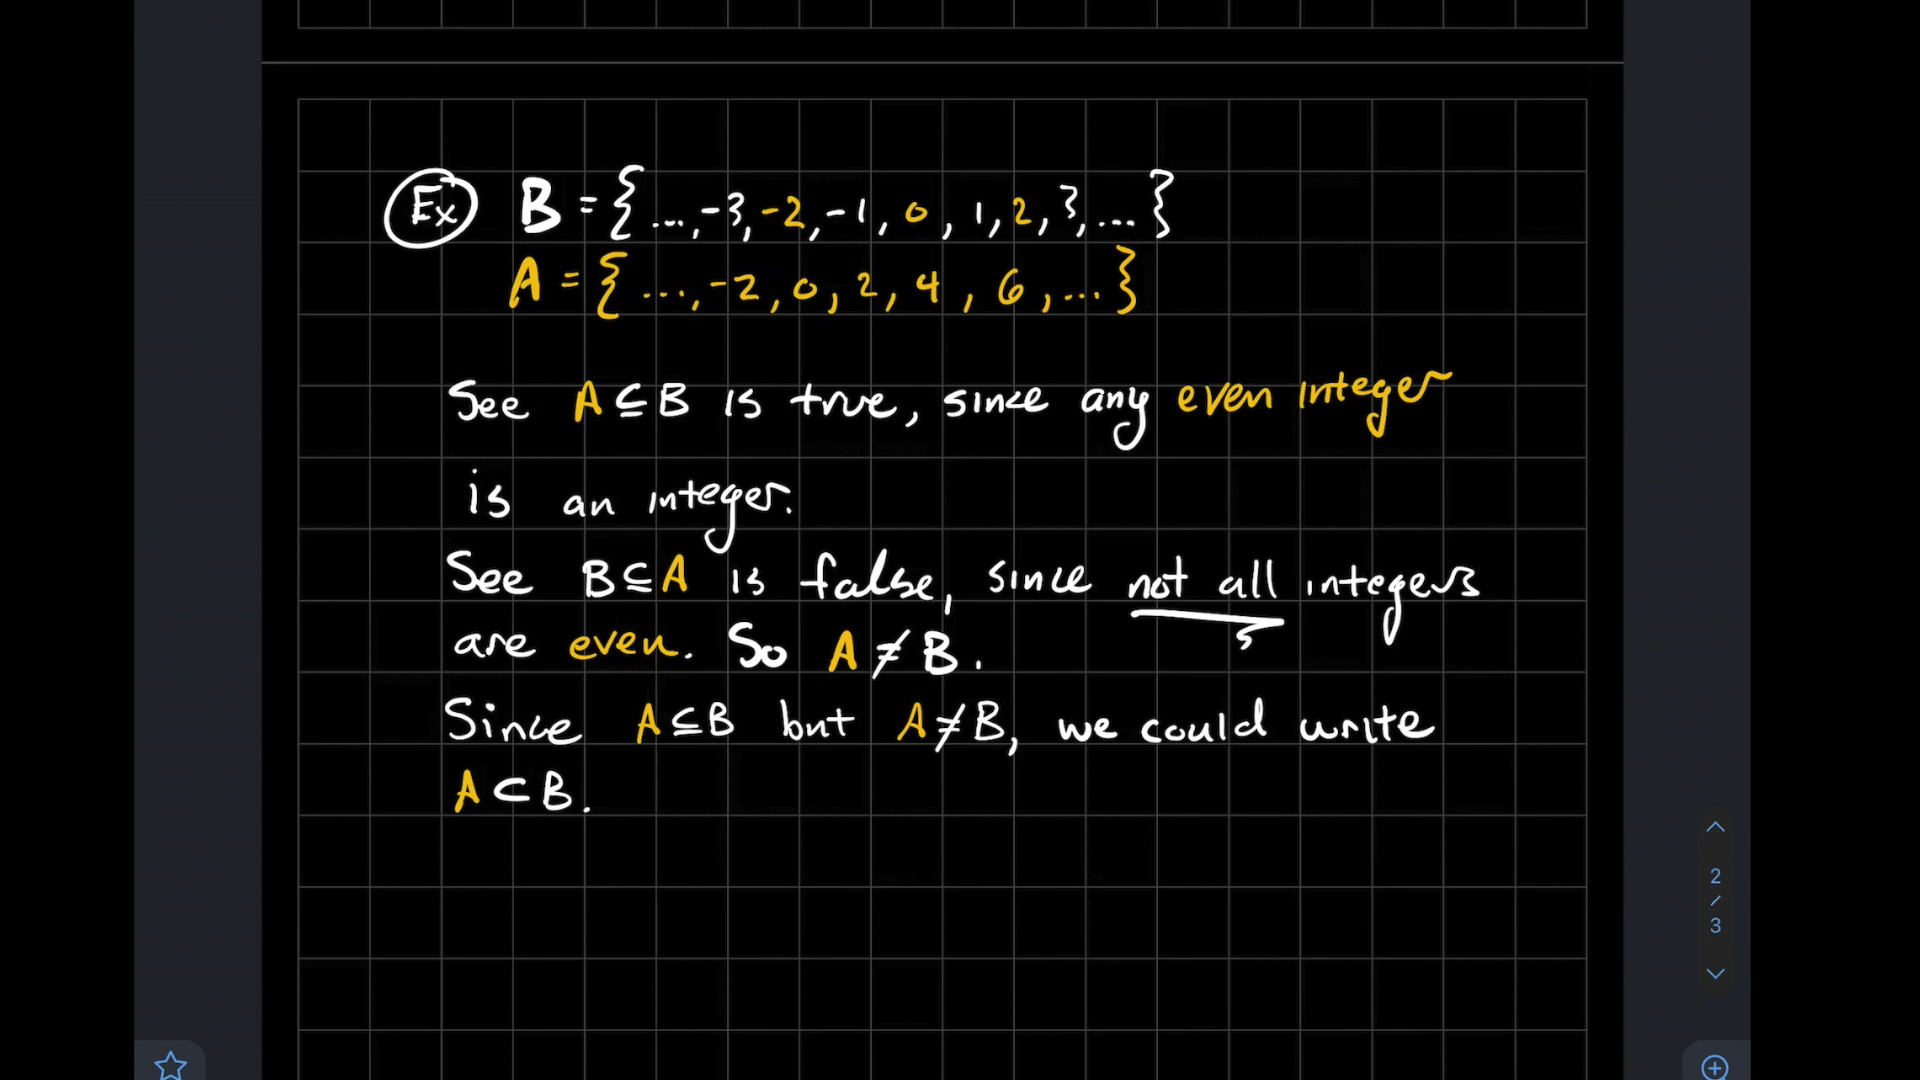 Ex B = {..., -3, -2, -1, 0, 1, 2, 3, ...}
A = {..., -2, 0, 2, 4, 6, ...}
See A ⊆ B is true, since any even integer
is an integer.
See B ⊆ A is false, since not all integers
are even. So A ≠ B.
Since A ⊆ B but A ≠ B, we could write
A ⊂ B.
2
/
3